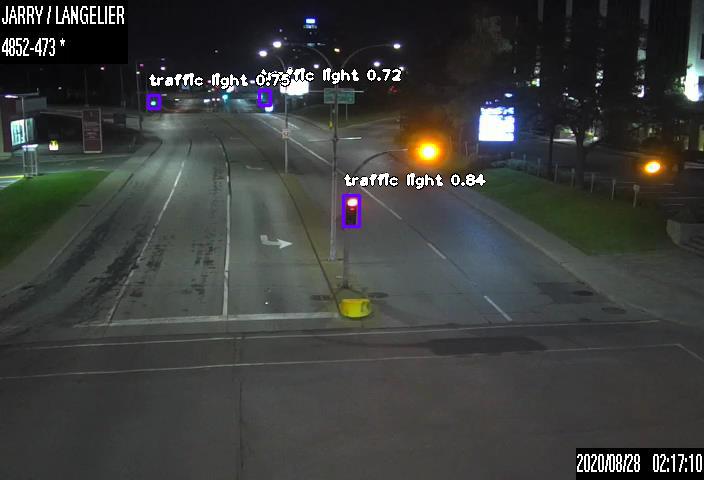 JARRY / LANGELIER
4852-473 *
traffic light 0.75
traffic light 0.72
traffic light 0.84
2020/08/28 02:17:10